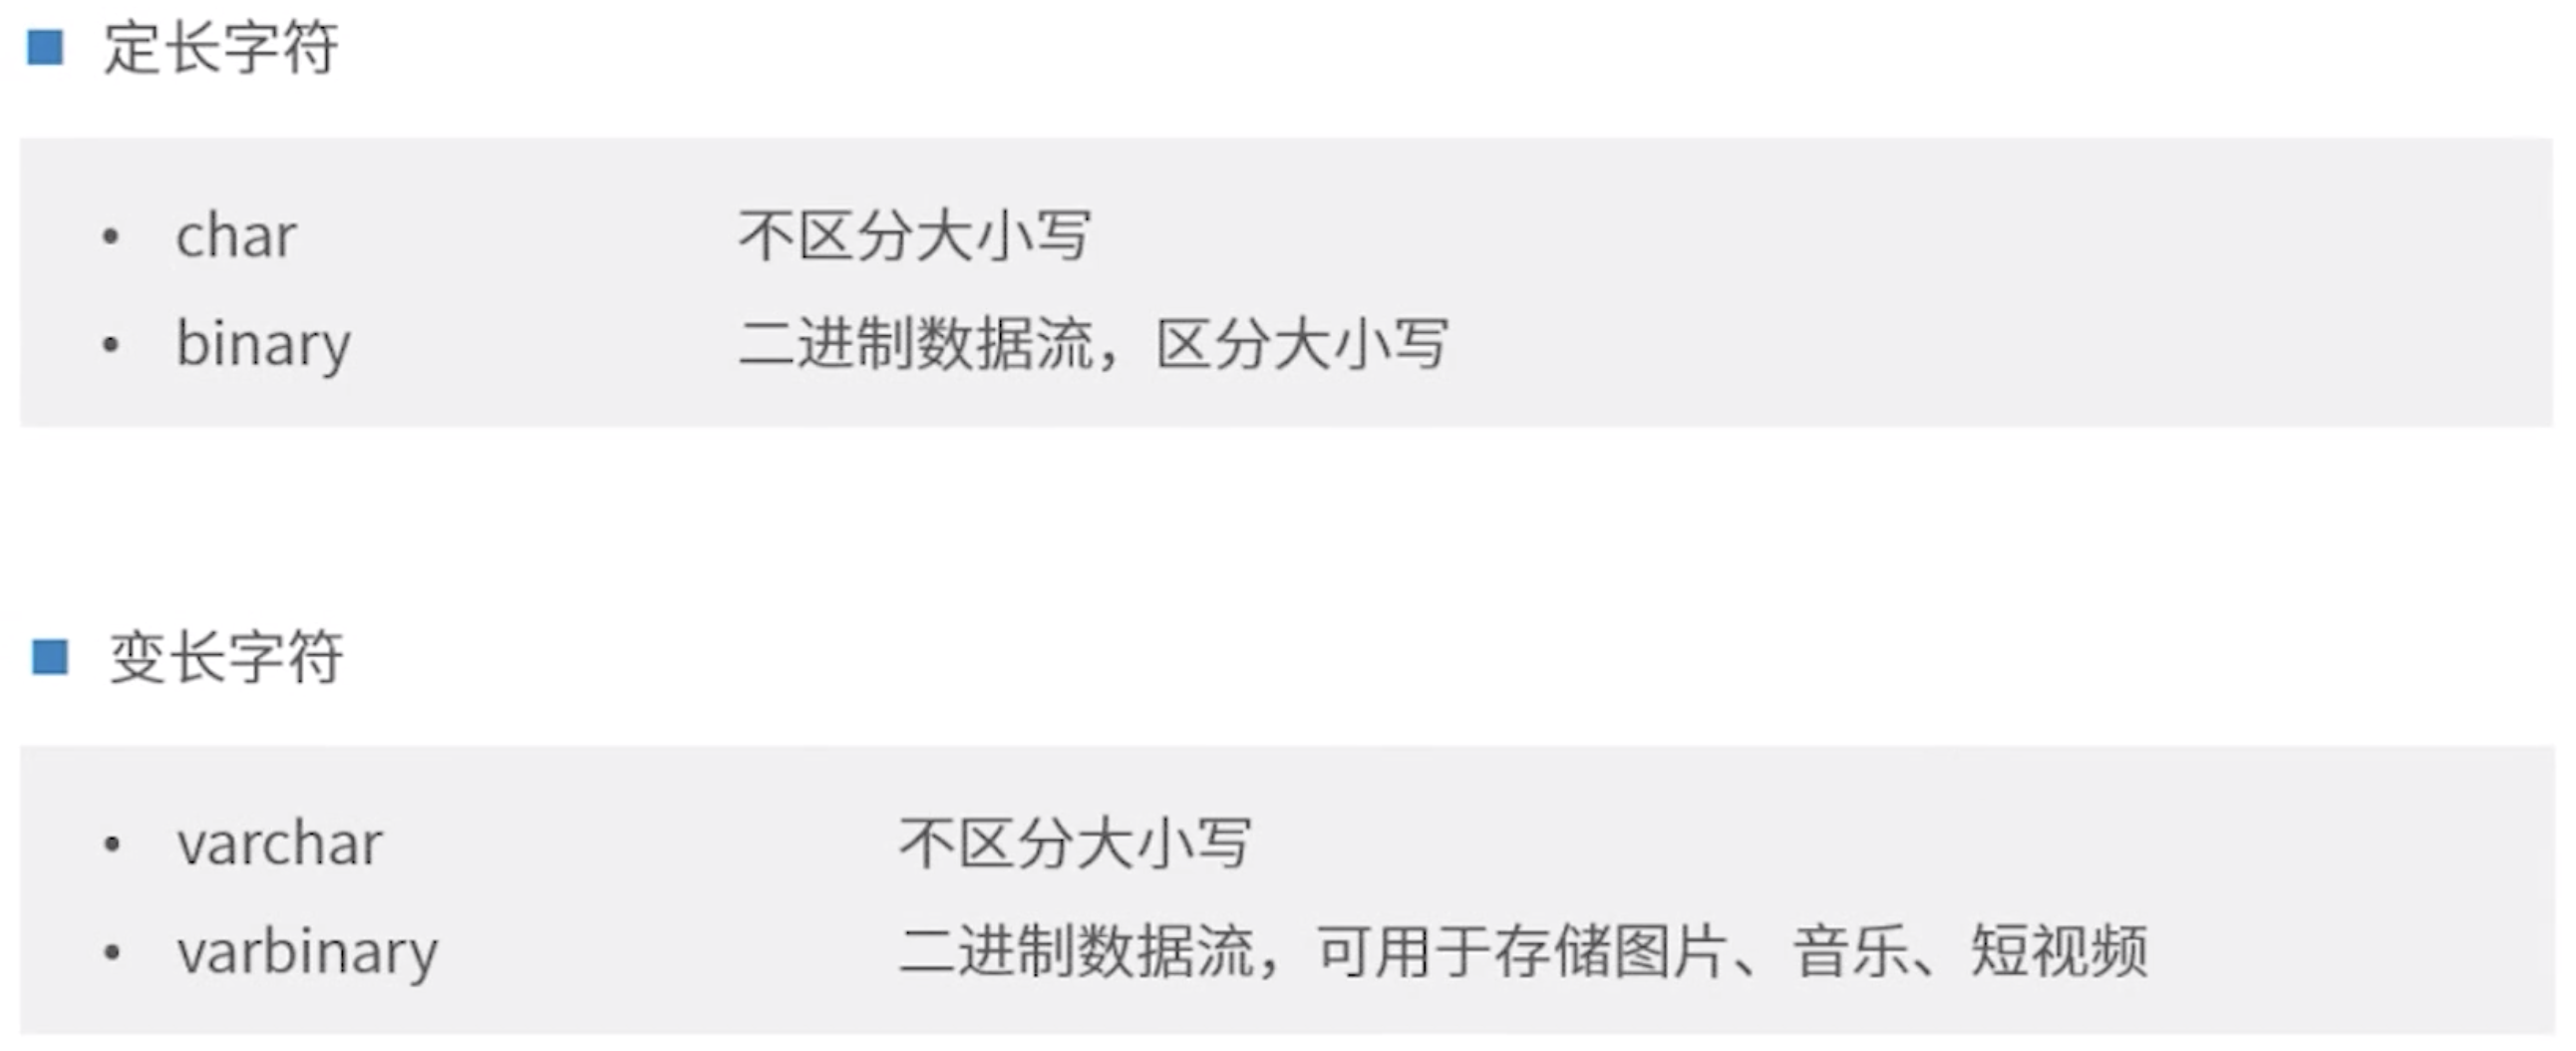 定长字符
• char 不区分大小写
• binary 二进制数据流，区分大小写
变长字符
• varchar 不区分大小写
• varbinary 二进制数据流，可用于存储图片、音乐、短视频